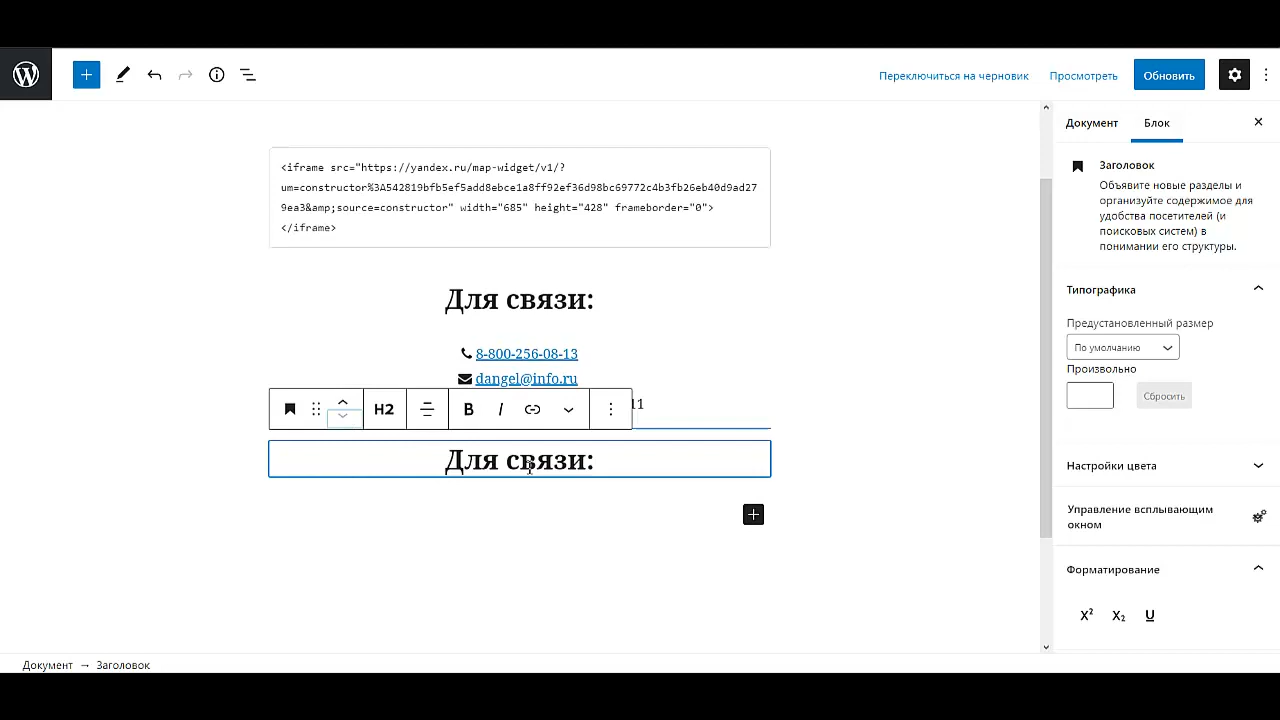 Переключиться на черновик
Просмотреть
Обновить
<iframe src="https://yandex.ru/map-widget/v1/?
um=constructor%3A542819bfb5ef5add8ebce1a8ff92ef36d98bc69772c4b3fb26eb40d9ad27
9ea3&amp;source=constructor" width="685" height="428" frameborder="0">
</iframe>
Для связи:
8-800-256-08-13
dangel@info.ru
11
H2
B
I
Для связи:
Документ
Блок
Заголовок
Объявите новые разделы и
организуйте содержимое для
удобства посетителей (и
поисковых систем) в
понимании его структуры.
Типографика
Предустановленный размер
По умолчанию
Произвольно
Сбросить
Настройки цвета
Управление всплывающим
окном
Форматирование
X² X₂ U
Документ → Заголовок